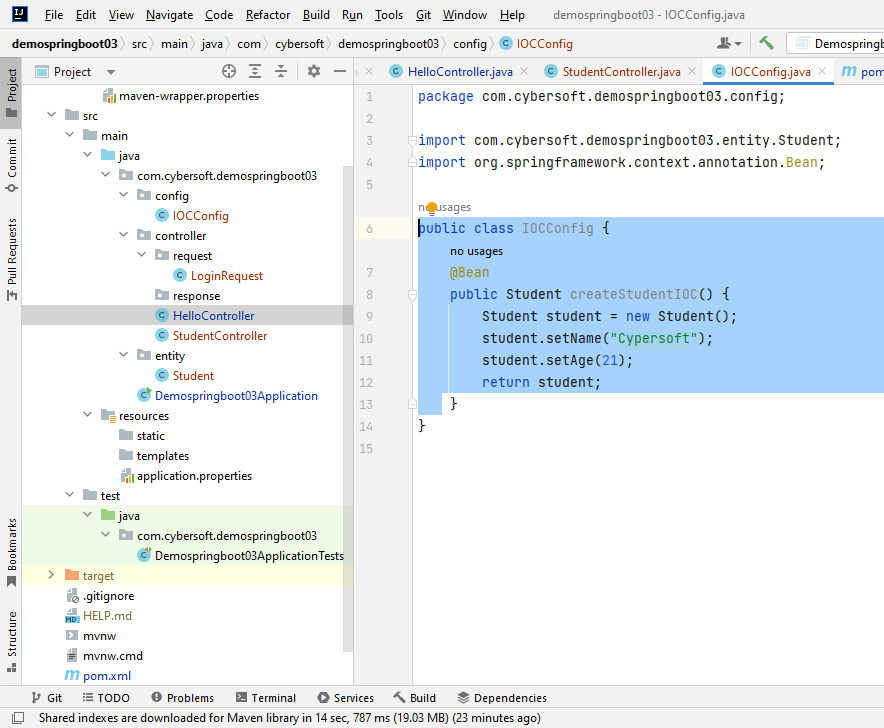 File Edit View Navigate Code Refactor Build Run Tools Git Window Help demospringboot03 - IOCConfig.java
demospringboot03 src main java com cybersoft demospringboot03 config IOCConfig Demospringb
Project
HelloController.java StudentController.java IOCConfig.java pom
Project
Commit
Pull Requests
Bookmarks
Structure
maven-wrapper.properties
src
main
java
com.cybersoft.demospringboot03
config
IOCConfig
controller
request
LoginRequest
response
HelloController
StudentController
entity
Student
Demospringboot03Application
resources
static
templates
application.properties
test
java
com.cybersoft.demospringboot03
Demospringboot03ApplicationTests
target
.gitignore
HELP.md
mvnw
mvnw.cmd
pom.xml
1 package com.cybersoft.demospringboot03.config;
2
3 import com.cybersoft.demospringboot03.entity.Student;
4 import org.springframework.context.annotation.Bean;
5
no usages
6 public class IOCConfig {
no usages
7 @Bean
8 public Student createStudentIOC() {
9 Student student = new Student();
10 student.setName("Cypersoft");
11 student.setAge(21);
12 return student;
13 }
14 }
15
Git TODO Problems Terminal Services Build Dependencies
Shared indexes are downloaded for Maven library in 14 sec, 787 ms (19.03 MB) (23 minutes ago)